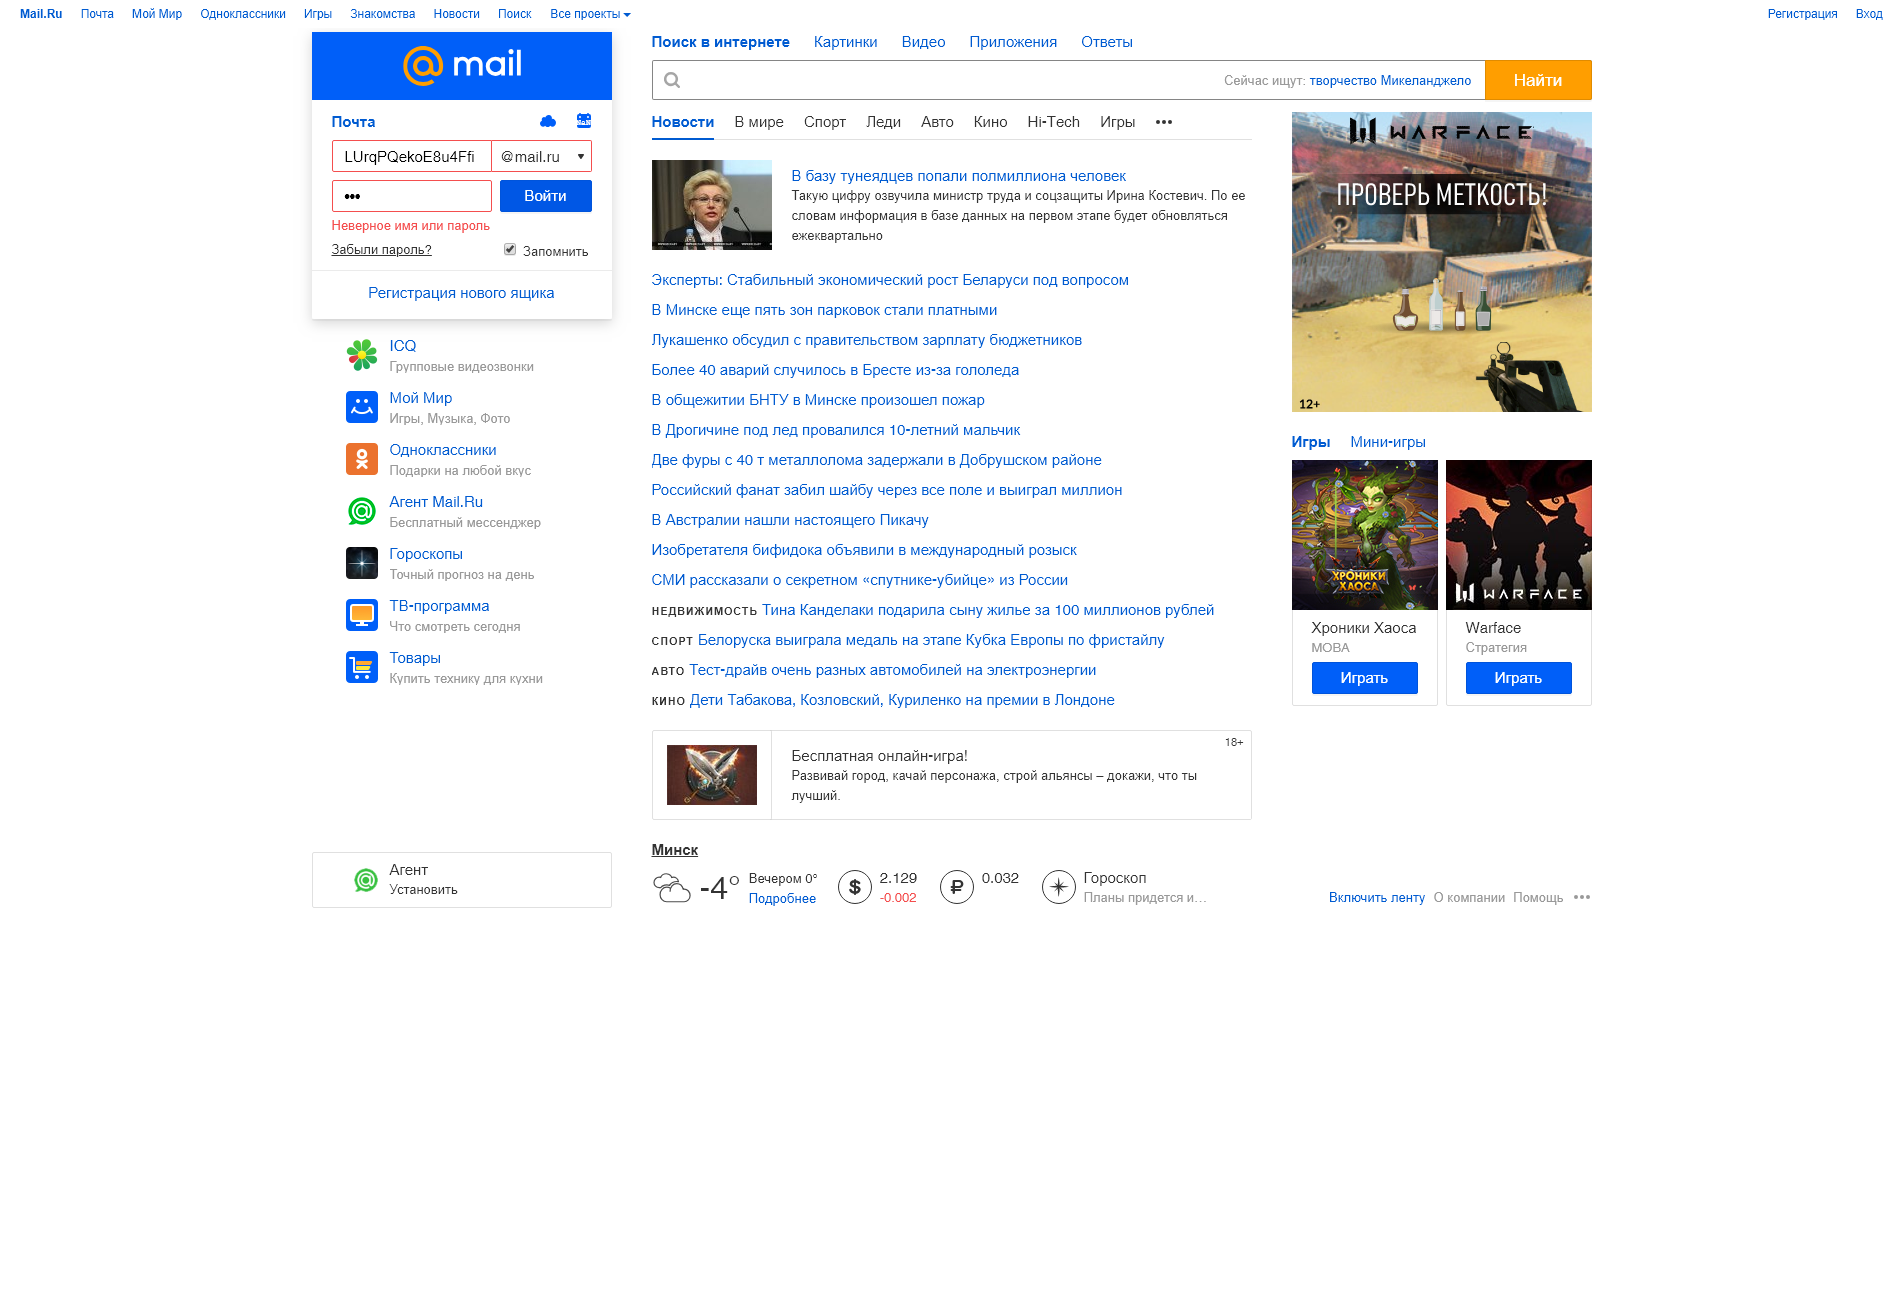 Mail.Ru Почта Мой Мир Одноклассники Игры Знакомства Новости Поиск Все проекты Регистрация Вход
mail
Почта
LUrqPQekoE8u4Ffi @mail.ru
••• Войти
Неверное имя или пароль
Забыли пароль? Запомнить
Регистрация нового ящика
ICQ
Групповые видеозвонки
Мой Мир
Игры, Музыка, Фото
Одноклассники
Подарки на любой вкус
Агент Mail.Ru
Бесплатный мессенджер
Гороскопы
Точный прогноз на день
ТВ-программа
Что смотреть сегодня
Товары
Купить технику для кухни
Агент
Установить
Поиск в интернете Картинки Видео Приложения Ответы
Сейчас ищут: творчество Микеланджело Найти
Новости В мире Спорт Леди Авто Кино Hi-Tech Игры •••
В базу тунеядцев попали полмиллиона человек
Такую цифру озвучила министр труда и соцзащиты Ирина Костевич. По ее
словам информация в базе данных на первом этапе будет обновляться
ежеквартально
Эксперты: Стабильный экономический рост Беларуси под вопросом
В Минске еще пять зон парковок стали платными
Лукашенко обсудил с правительством зарплату бюджетников
Более 40 аварий случилось в Бресте из-за гололеда
В общежитии БНТУ в Минске произошел пожар
В Дрогичине под лед провалился 10-летний мальчик
Две фуры с 40 т металлолома задержали в Добрушском районе
Российский фанат забил шайбу через все поле и выиграл миллион
В Австралии нашли настоящего Пикачу
Изобретателя бифидока объявили в международный розыск
СМИ рассказали о секретном «спутнике-убийце» из России
НЕДВИЖИМОСТЬ Тина Канделаки подарила сыну жилье за 100 миллионов рублей
СПОРТ Белоруска выиграла медаль на этапе Кубка Европы по фристайлу
АВТО Тест-драйв очень разных автомобилей на электроэнергии
КИНО Дети Табакова, Козловский, Куриленко на премии в Лондоне
18+
Бесплатная онлайн-игра!
Развивай город, качай персонажа, строй альянсы – докажи, что ты
лучший.
Минск
-4° Вечером 0° Подробнее
$ 2.129 -0.002
₽ 0.032
Гороскоп
Планы придется и…
WARFACE
ПРОВЕРЬ МЕТКОСТЬ!
12+
Игры Мини-игры
ХРОНИКИ ХАОСА
WARFACE
Хроники Хаоса
MOBA
Играть
Warface
Стратегия
Играть
Включить ленту О компании Помощь •••